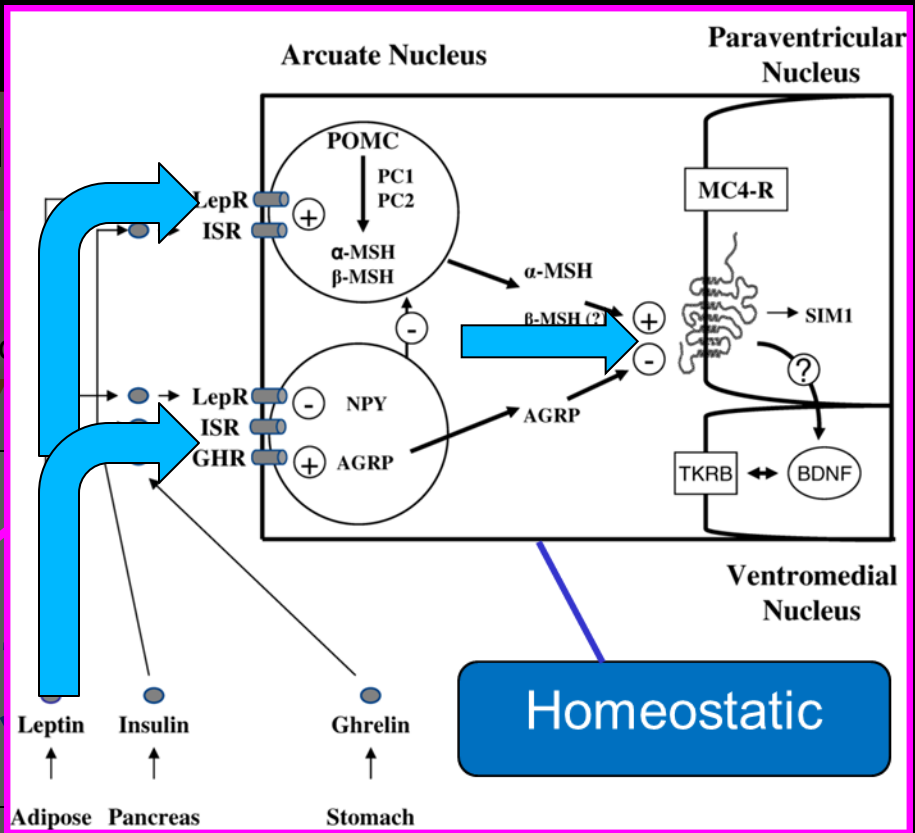 Arcuate Nucleus
Paraventricular
Nucleus
POMC
PC1
PC2
LepR
ISR
+
α-MSH
β-MSH
MC4-R
α-MSH
β-MSH (?)
+
-
SIM1
-
?
LepR
ISR
GHR
-
+
NPY
AGRP
AGRP
TKRB
BDNF
Ventromedial
Nucleus
Homeostatic
Leptin
Insulin
Ghrelin
Adipose
Pancreas
Stomach